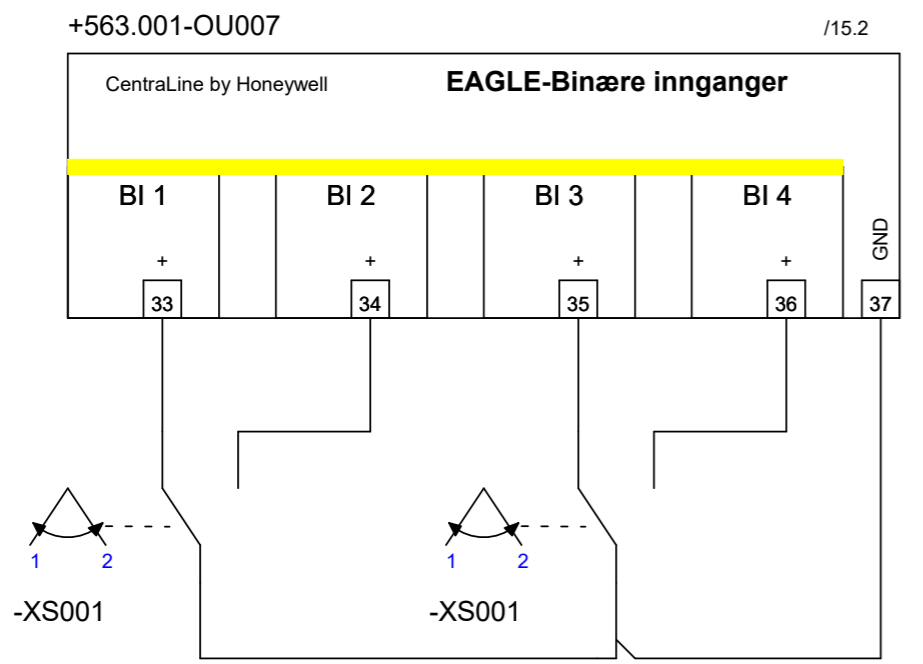 +563.001-OU007 /15.2
CentraLine by Honeywell EAGLE-Binære innganger
BI 1 BI 2 BI 3 BI 4 GND
+ + + +
33 34 35 36 37
1 2 1 2
-XS001 -XS001